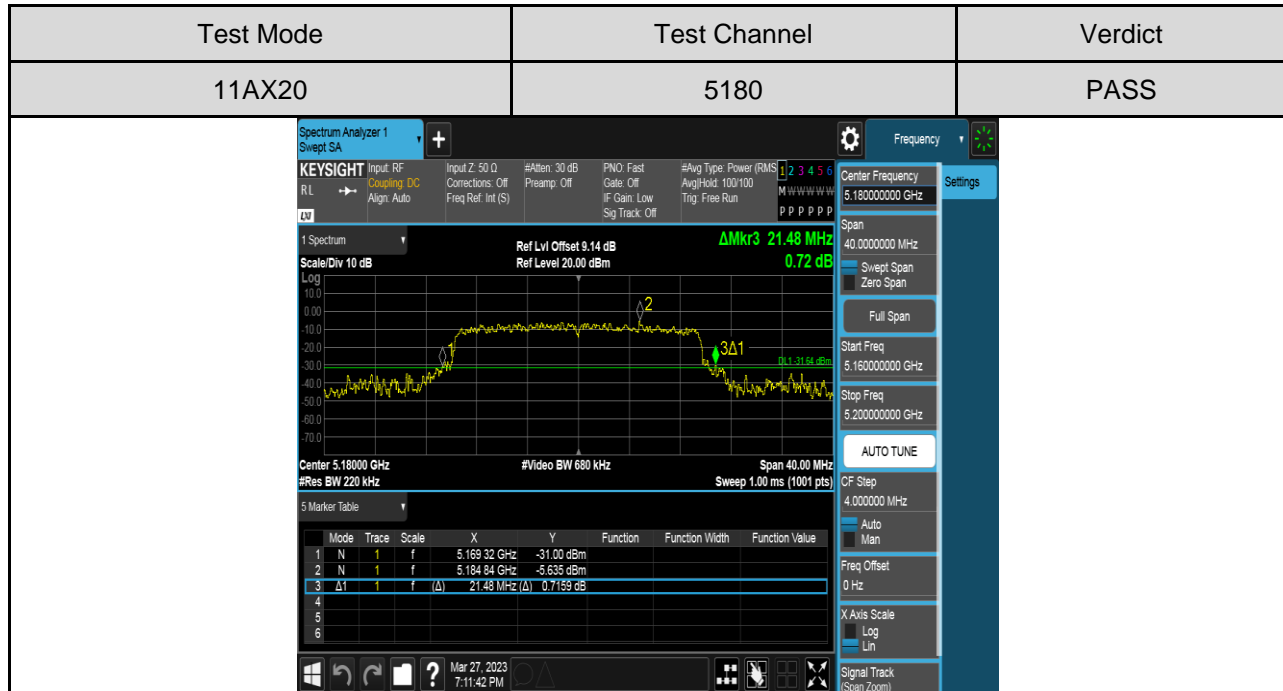 Test Mode Test Channel Verdict
11AX20 5180 PASS
Spectrum Analyzer 1
Swept SA
+
Frequency
KEYSIGHT Input: RF Input Z: 50 Ω #Atten: 30 dB PNO: Fast #Avg Type: Power (RMS 1 2 3 4 5 6
RL Coupling: DC Corrections: Off Preamp: Off Gate: Off Avg|Hold: 100/100 M W W W W W
Align: Auto Freq Ref: Int (S) IF Gain: Low Trig: Free Run
LXI Sig Track: Off P P P P P P
Center Frequency
5.180000000 GHz
Settings
Span
40.0000000 MHz
Swept Span
Zero Span
Full Span
Start Freq
5.160000000 GHz
Stop Freq
5.200000000 GHz
AUTO TUNE
CF Step
4.000000 MHz
Auto
Man
Freq Offset
0 Hz
X Axis Scale
Log
Lin
Signal Track
(Span Zoom)
1 Spectrum Ref Lvl Offset 9.14 dB ΔMkr3 21.48 MHz
Scale/Div 10 dB Ref Level 20.00 dBm 0.72 dB
Log
10.0
0.00
-10.0
-20.0
-30.0
-40.0
-50.0
-60.0
-70.0
1
2
3Δ1
DL1 -31.64 dBm
Center 5.18000 GHz #Video BW 680 kHz Span 40.00 MHz
#Res BW 220 kHz Sweep 1.00 ms (1001 pts)
5 Marker Table
Mode Trace Scale X Y Function Function Width Function Value
1 N 1 f 5.169 32 GHz -31.00 dBm
2 N 1 f 5.184 84 GHz -5.635 dBm
3 Δ1 1 f (Δ) 21.48 MHz (Δ) 0.7159 dB
4
5
6
? Mar 27, 2023
7:11:42 PM